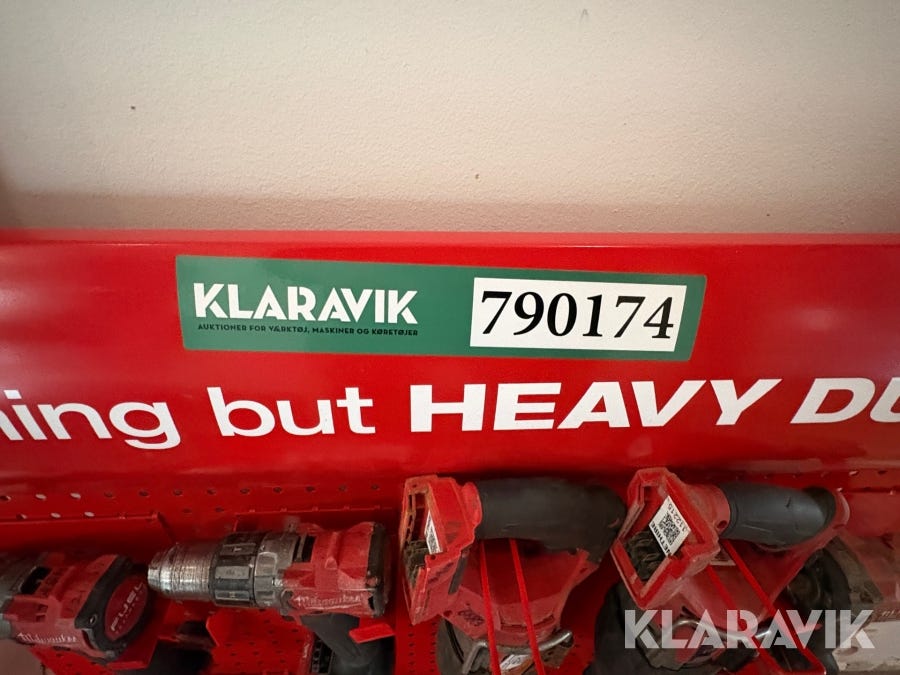 KLARAVIK
AUKTIONER FOR VÆRKTØJ, MASKINER OG KØRETØJER
790174
hing but HEAVY DU
FUEL
Milwaukee
Milwaukee
KLARAVIK